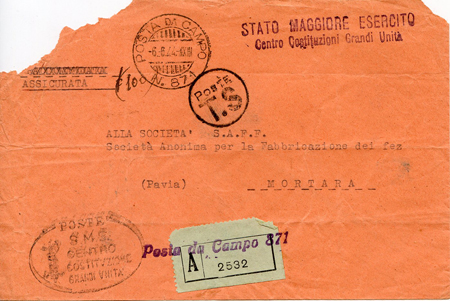 STATO MAGGIORE ESERCITO
Centro Costituzioni Grandi Unità
POSTA DA CAMPO
N. 871
ASSICURATA
POSTE
T.S
ALLA SOCIETA' S.A.F.F.
Società Anonima per la Fabbricazione dei fez
(Pavia) MORTARA
POSTE
S.M.G.
CENTRO
COSTITUZIONE
GRANDI UNITÀ
Posta da Campo 871
A 2532